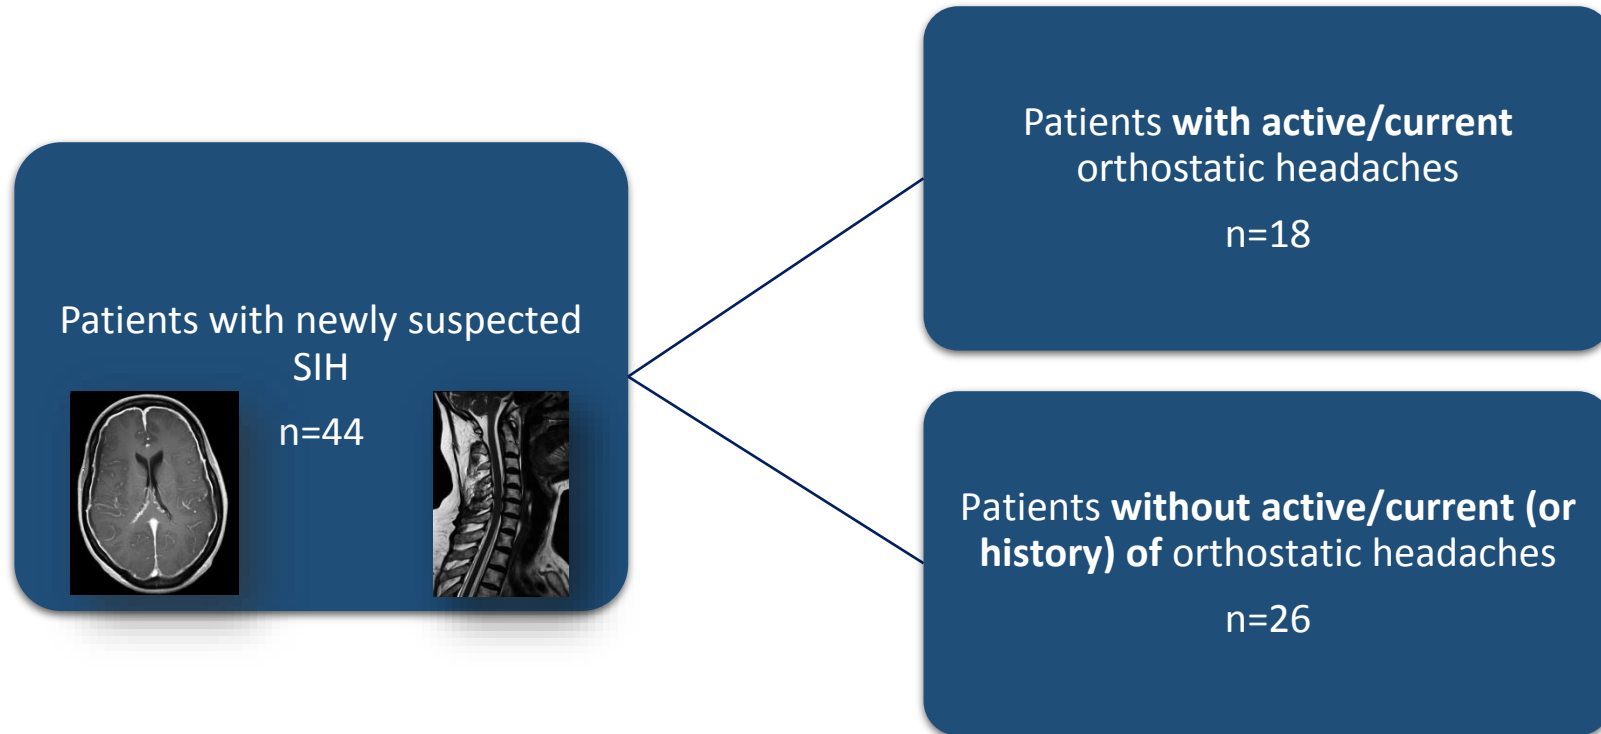 Patients with newly suspected
SIH
n=44
Patients with active/current
orthostatic headaches
n=18
Patients without active/current (or
history) of orthostatic headaches
n=26